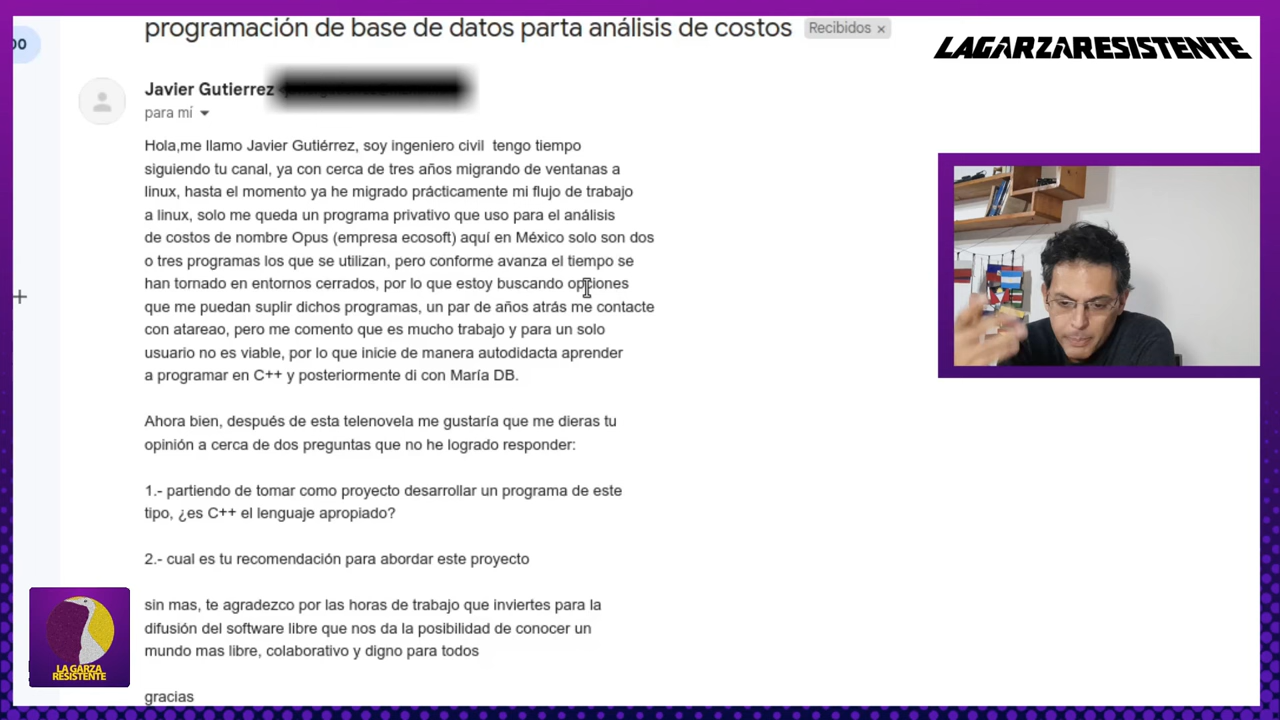 programación de base de datos parta análisis de costos Recibidos ×
LAGARZARESISTENTE
Javier Gutierrez
para mí
Hola,me llamo Javier Gutiérrez, soy ingeniero civil tengo tiempo
siguiendo tu canal, ya con cerca de tres años migrando de ventanas a
linux, hasta el momento ya he migrado prácticamente mi flujo de trabajo
a linux, solo me queda un programa privativo que uso para el análisis
de costos de nombre Opus (empresa ecosoft) aquí en México solo son dos
o tres programas los que se utilizan, pero conforme avanza el tiempo se
han tornado en entornos cerrados, por lo que estoy buscando opciones
que me puedan suplir dichos programas, un par de años atrás me contacte
con atareao, pero me comento que es mucho trabajo y para un solo
usuario no es viable, por lo que inicie de manera autodidacta aprender
a programar en C++ y posteriormente di con María DB.
Ahora bien, después de esta telenovela me gustaría que me dieras tu
opinión a cerca de dos preguntas que no he logrado responder:
1.- partiendo de tomar como proyecto desarrollar un programa de este
tipo, ¿es C++ el lenguaje apropiado?
2.- cual es tu recomendación para abordar este proyecto
sin mas, te agradezco por las horas de trabajo que inviertes para la
difusión del software libre que nos da la posibilidad de conocer un
mundo mas libre, colaborativo y digno para todos
gracias
LA GARZA
RESISTENTE